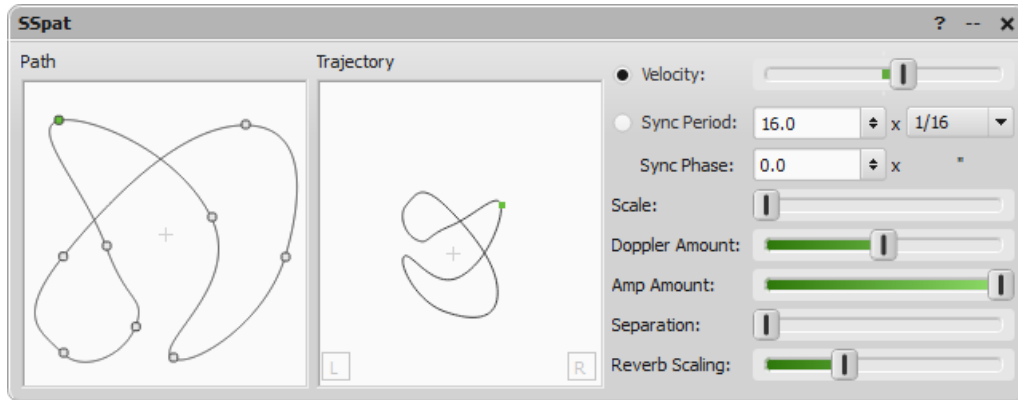 SSpat ? -- ×
Path
Trajectory
L
R
Velocity:
Sync Period: 16.0 x 1/16
Sync Phase: 0.0 x "
Scale:
Doppler Amount:
Amp Amount:
Separation:
Reverb Scaling: